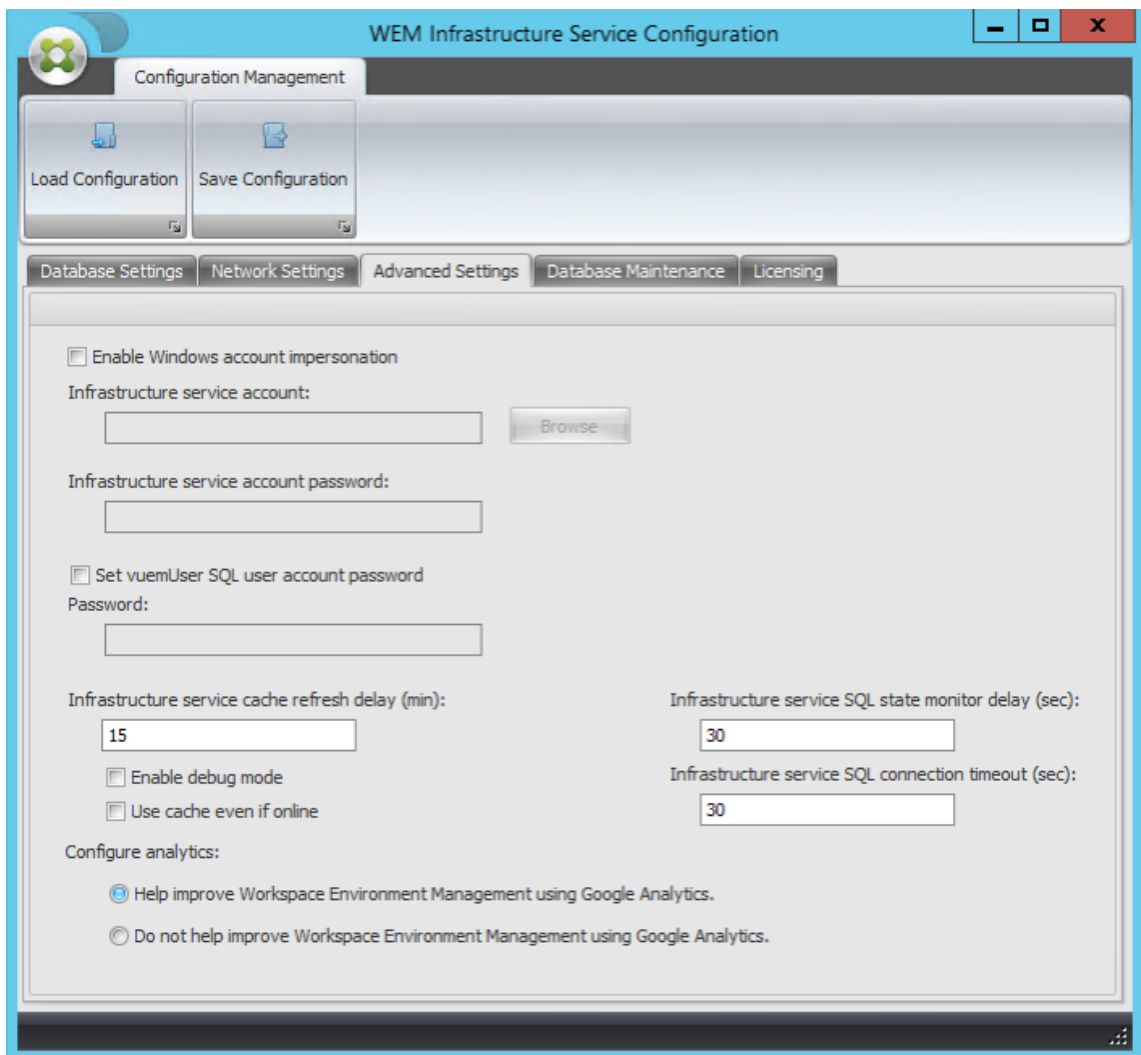 WEM Infrastructure Service Configuration
X
Configuration Management
Load Configuration
Save Configuration
Database Settings
Network Settings
Advanced Settings
Database Maintenance
Licensing
Enable Windows account impersonation
Infrastructure service account:
Browse
Infrastructure service account password:
Set vuemUser SQL user account password
Password:
Infrastructure service cache refresh delay (min):
15
Enable debug mode
Use cache even if online
Infrastructure service SQL state monitor delay (sec):
30
Infrastructure service SQL connection timeout (sec):
30
Configure analytics:
Help improve Workspace Environment Management using Google Analytics.
Do not help improve Workspace Environment Management using Google Analytics.